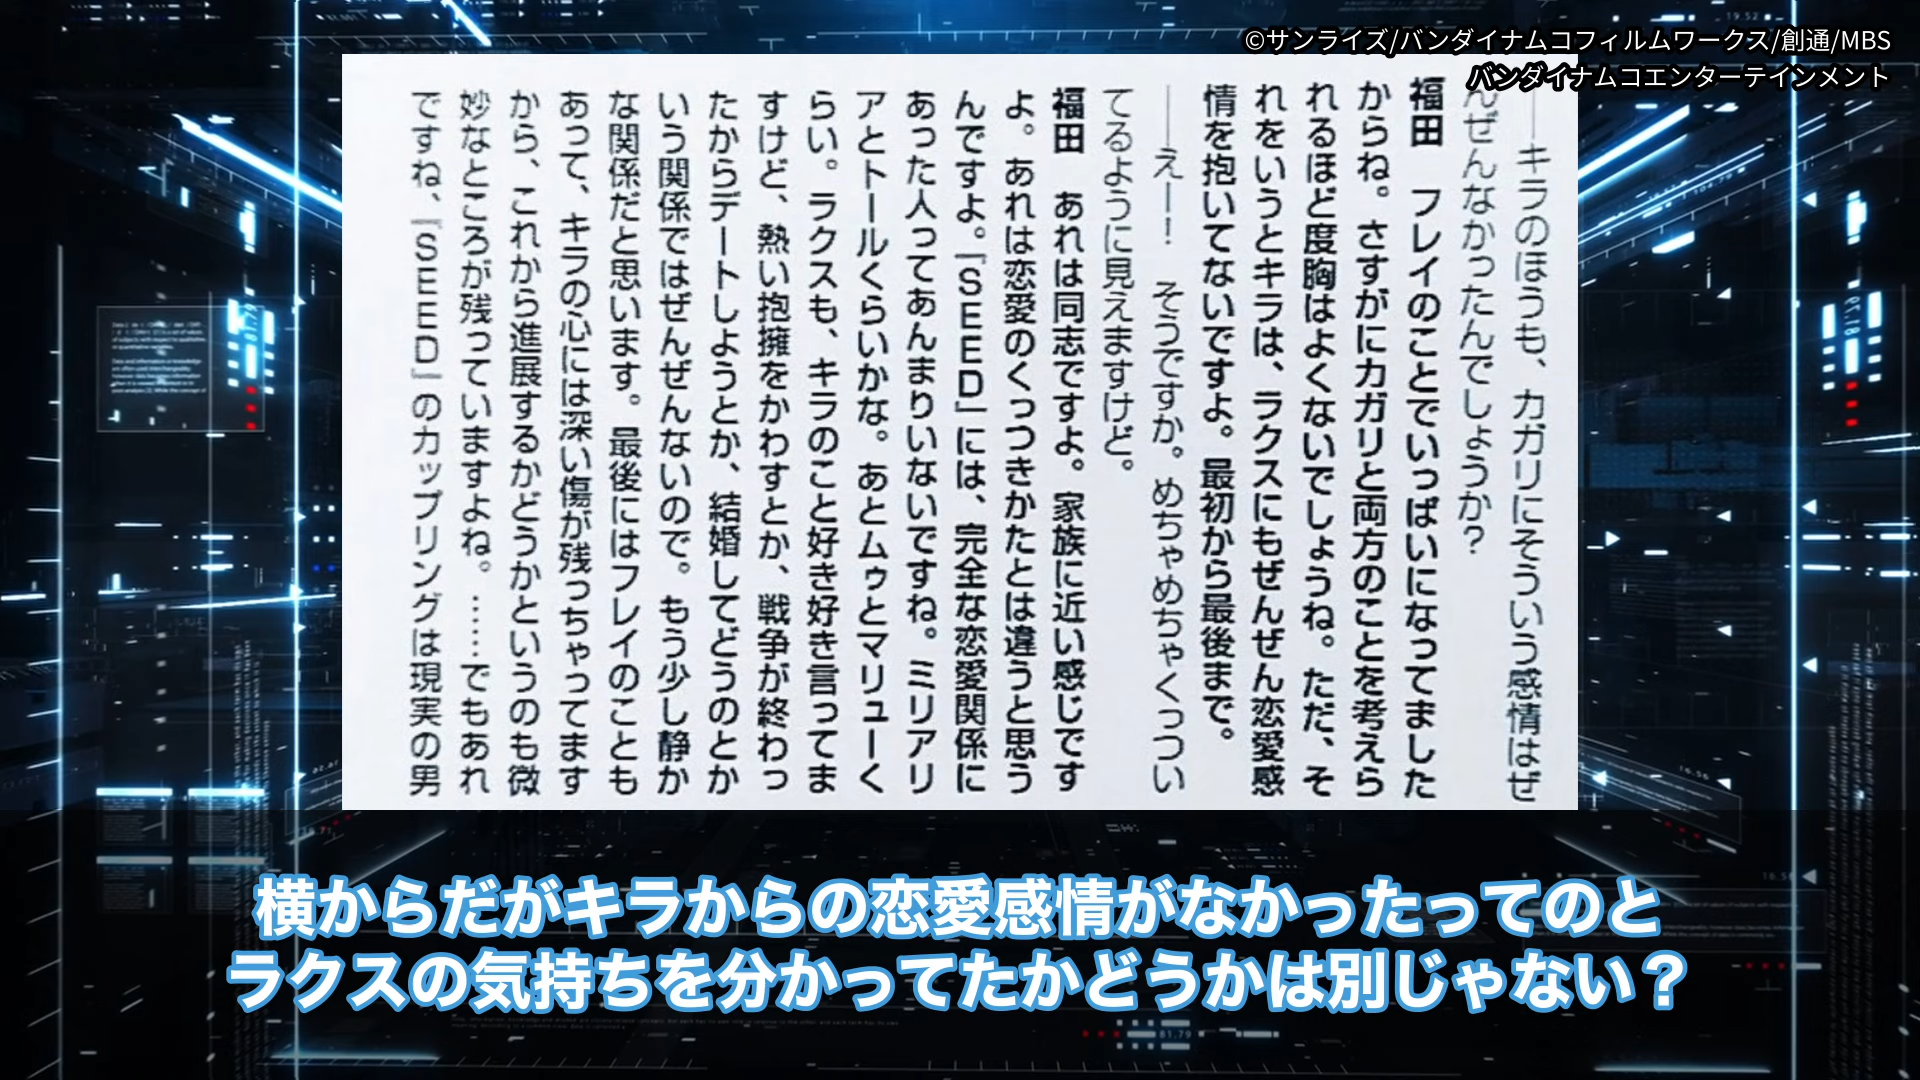 ©サンライズ/バンダイナムコフィルムワークス/創通/MBS
バンダイナムコエンターテインメント
──キラのほうも、カガリにそういう感情はぜ
んぜんなかったんでしょうか?
福田　フレイのことでいっぱいになってました
からね。さすがにカガリと両方のことを考えら
れるほど度胸はよくないでしょうね。ただ、そ
れをいうとキラは、ラクスにもぜんぜん恋愛感
情を抱いてないですよ。最初から最後まで。
──えー！　そうですか。めちゃめちゃくっつい
てるように見えますけど。
福田　あれは同志ですよ。家族に近い感じです
よ。あれは恋愛のくっつきかたとは違うと思う
んですよ。『SEED』には、完全な恋愛関係に
あった人ってあんまりいないですね。ミリアリ
アとトールくらいかな。あとムゥとマリューく
らい。ラクスも、キラのこと好き好き言ってま
すけど、熱い抱擁をかわすとか、戦争が終わっ
たからデートしようとか、結婚してどうのとか
いう関係ではぜんぜんないので。もう少し静か
な関係だと思います。最後にはフレイのことも
あって、キラの心には深い傷が残っちゃってます
から、これから進展するかどうかというのも微
妙なところが残っていますよね。……でもあれ
ですね、『SEED』のカップリングは現実の男
横からだがキラからの恋愛感情がなかったってのと
ラクスの気持ちを分かってたかどうかは別じゃない？